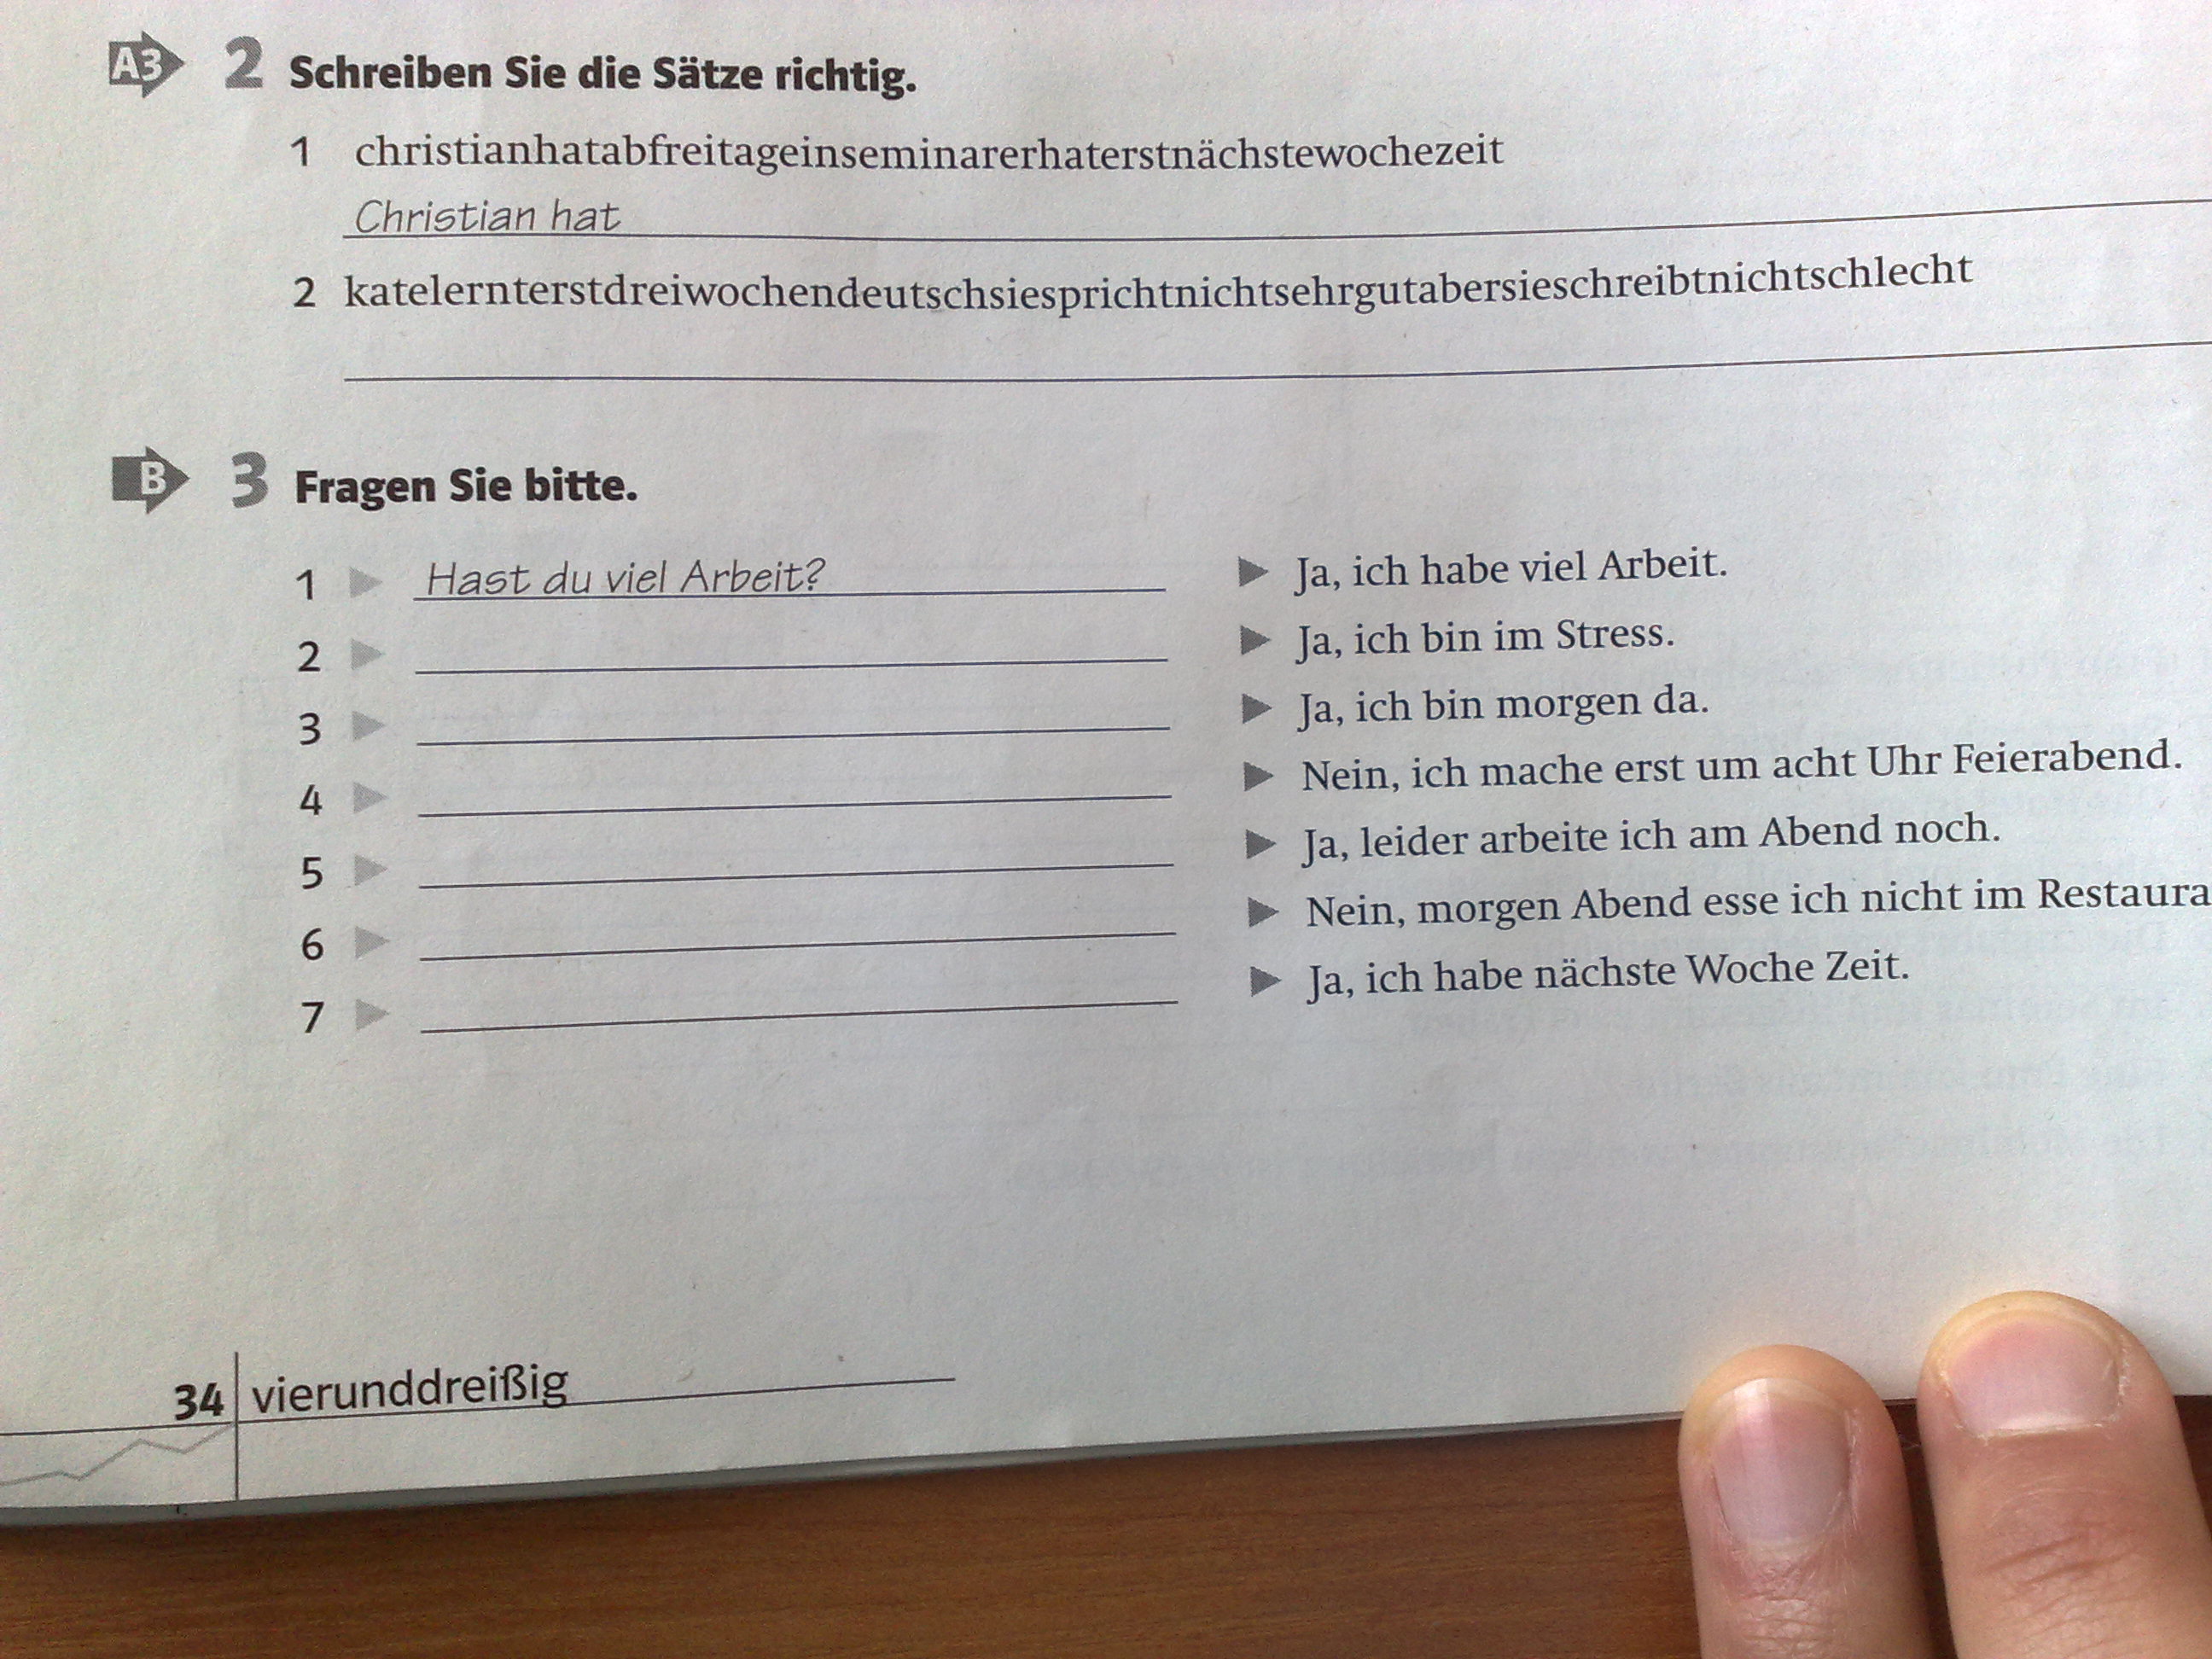 A3 2 Schreiben Sie die Sätze richtig.
1 christianhatabfreitageinseminarerhaterstnächstewochezeit
Christian hat
2 katelernterstdreiwochendeutschsiesprichtnichtsehrgutabersieschreibtnichtschlecht
B 3 Fragen Sie bitte.
1 Hast du viel Arbeit? Ja, ich habe viel Arbeit.
2 Ja, ich bin im Stress.
3 Ja, ich bin morgen da.
4 Nein, ich mache erst um acht Uhr Feierabend.
5 Ja, leider arbeite ich am Abend noch.
6 Nein, morgen Abend esse ich nicht im Restaura
7 Ja, ich habe nächste Woche Zeit.
34 vierunddreißig